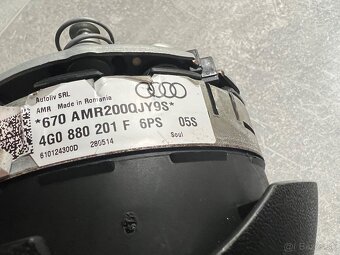 Autoliv SRL
AMR Made in Romania
*670 AMR200QJY9S*
4G0 880 201 F 6PS 05S
610124300D 280514 Soul